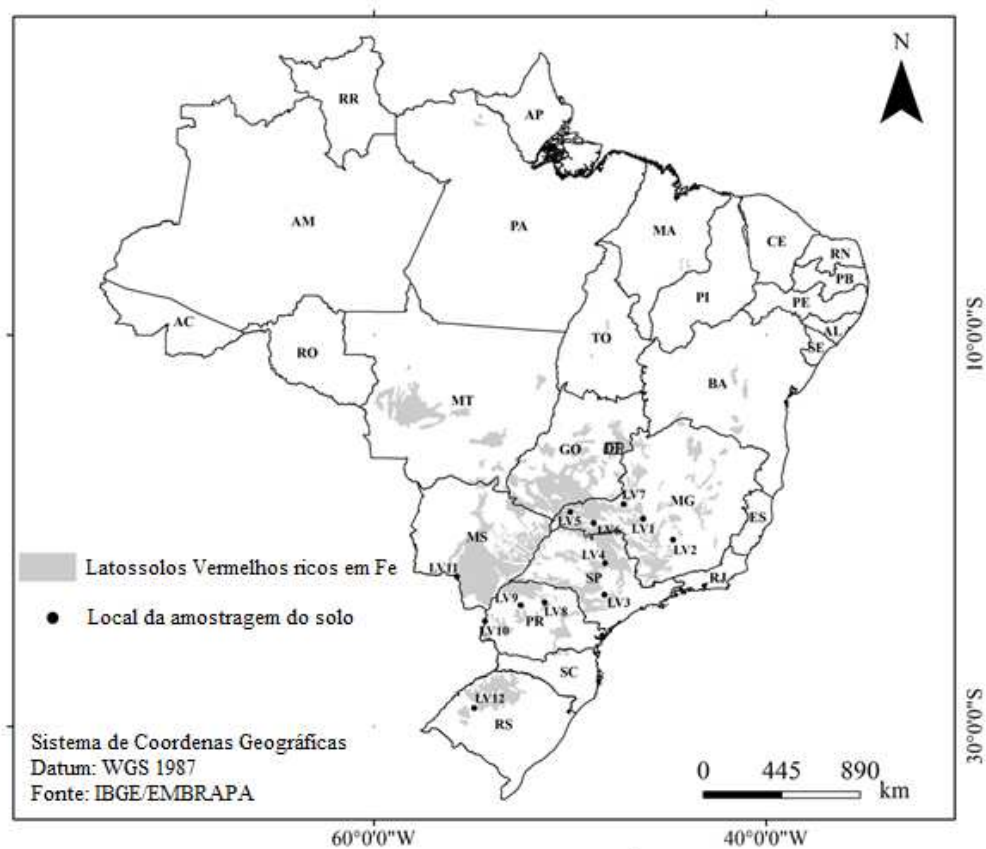 N
RR
AP
AM
PA
MA
CE
RN
PB
PE
PI
AL
SE
AC
RO
TO
BA
MT
GO
DF
MG
ES
LV7
LV5
LV6
LV1
LV2
MS
LV4
SP
RJ
LV11
LV3
LV9
LV8
PR
LV10
SC
LV12
RS
Latossolos Vermelhos ricos em Fe
Local da amostragem do solo
Sistema de Coordenas Geográficas
Datum: WGS 1987
Fonte: IBGE/EMBRAPA
0 445 890
km
10°0'0"S
30°0'0"S
60°0'0"W
40°0'0"W